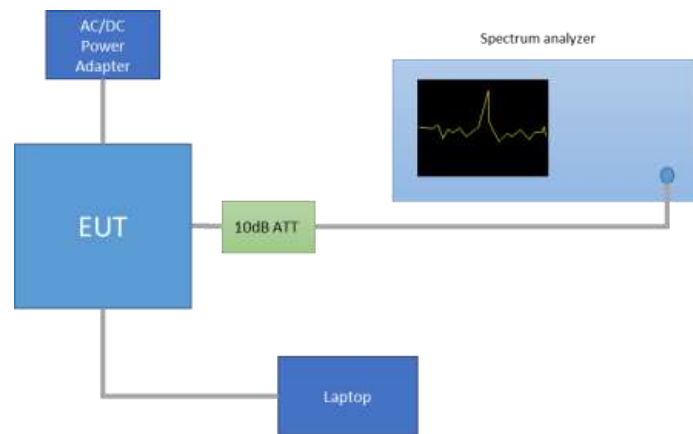 AC/DC
Power
Adapter
Spectrum analyzer
EUT
10dB ATT
Laptop